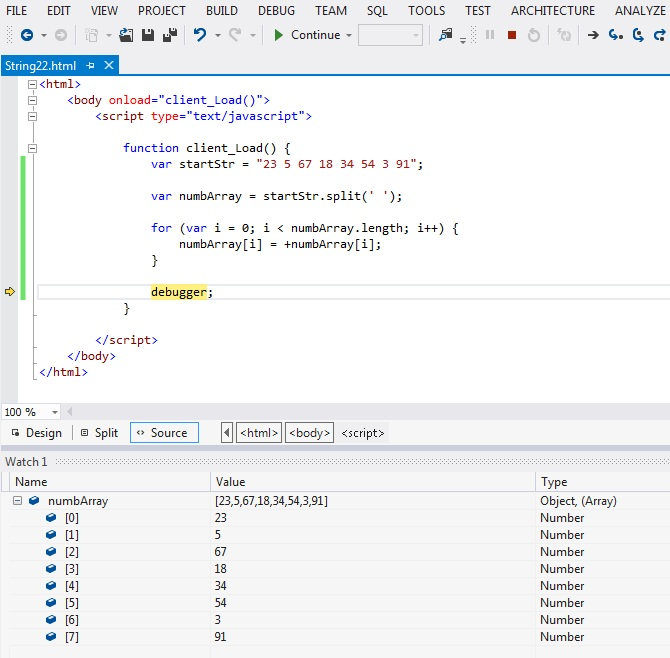 FILE EDIT VIEW PROJECT BUILD DEBUG TEAM SQL TOOLS TEST ARCHITECTURE ANALYZE
Continue
String22.html
<html>
<body onload="client_Load()">
<script type="text/javascript">
function client_Load() {
var startStr = "23 5 67 18 34 54 3 91";
var numbArray = startStr.split(' ');
for (var i = 0; i < numbArray.length; i++) {
numbArray[i] = +numbArray[i];
}
debugger;
}
</script>
</body>
</html>
100 %
Design Split Source <html> <body> <script>
Watch 1
Name Value Type
numbArray [23,5,67,18,34,54,3,91] Object, (Array)
[0] 23 Number
[1] 5 Number
[2] 67 Number
[3] 18 Number
[4] 34 Number
[5] 54 Number
[6] 3 Number
[7] 91 Number